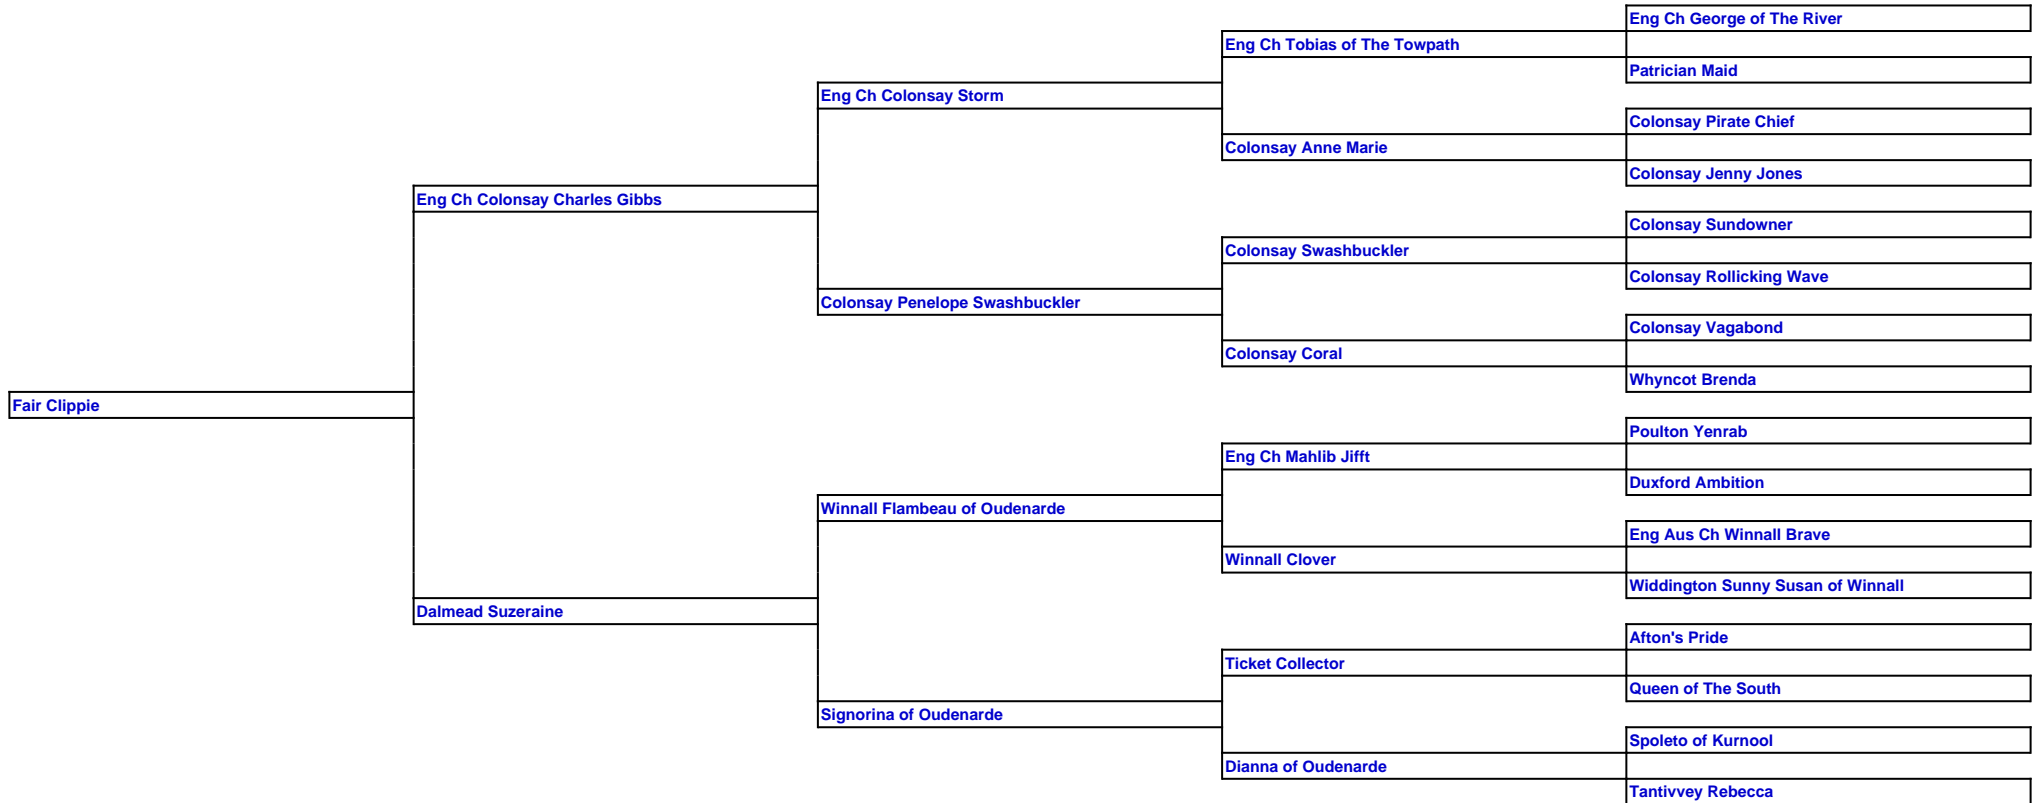 Eng Ch George of The River
Eng Ch Tobias of The Towpath
Patrician Maid
Eng Ch Colonsay Storm
Colonsay Pirate Chief
Colonsay Anne Marie
Colonsay Jenny Jones
Eng Ch Colonsay Charles Gibbs
Colonsay Sundowner
Colonsay Swashbuckler
Colonsay Rollicking Wave
Colonsay Penelope Swashbuckler
Colonsay Vagabond
Colonsay Coral
Whyncot Brenda
Fair Clippie
Poulton Yenrab
Eng Ch Mahlib Jifft
Duxford Ambition
Winnall Flambeau of Oudenarde
Eng Aus Ch Winnall Brave
Winnall Clover
Widdington Sunny Susan of Winnall
Dalmead Suzeraine
Afton's Pride
Ticket Collector
Queen of The South
Signorina of Oudenarde
Spoleto of Kurnool
Dianna of Oudenarde
Tantivvey Rebecca